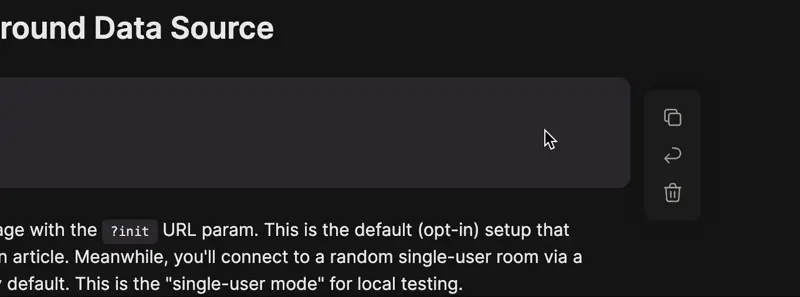 round Data Source
age with the ?init URL param. This is the default (opt-in) setup that
n article. Meanwhile, you'll connect to a random single-user room via a
default. This is the "single-user mode" for local testing.